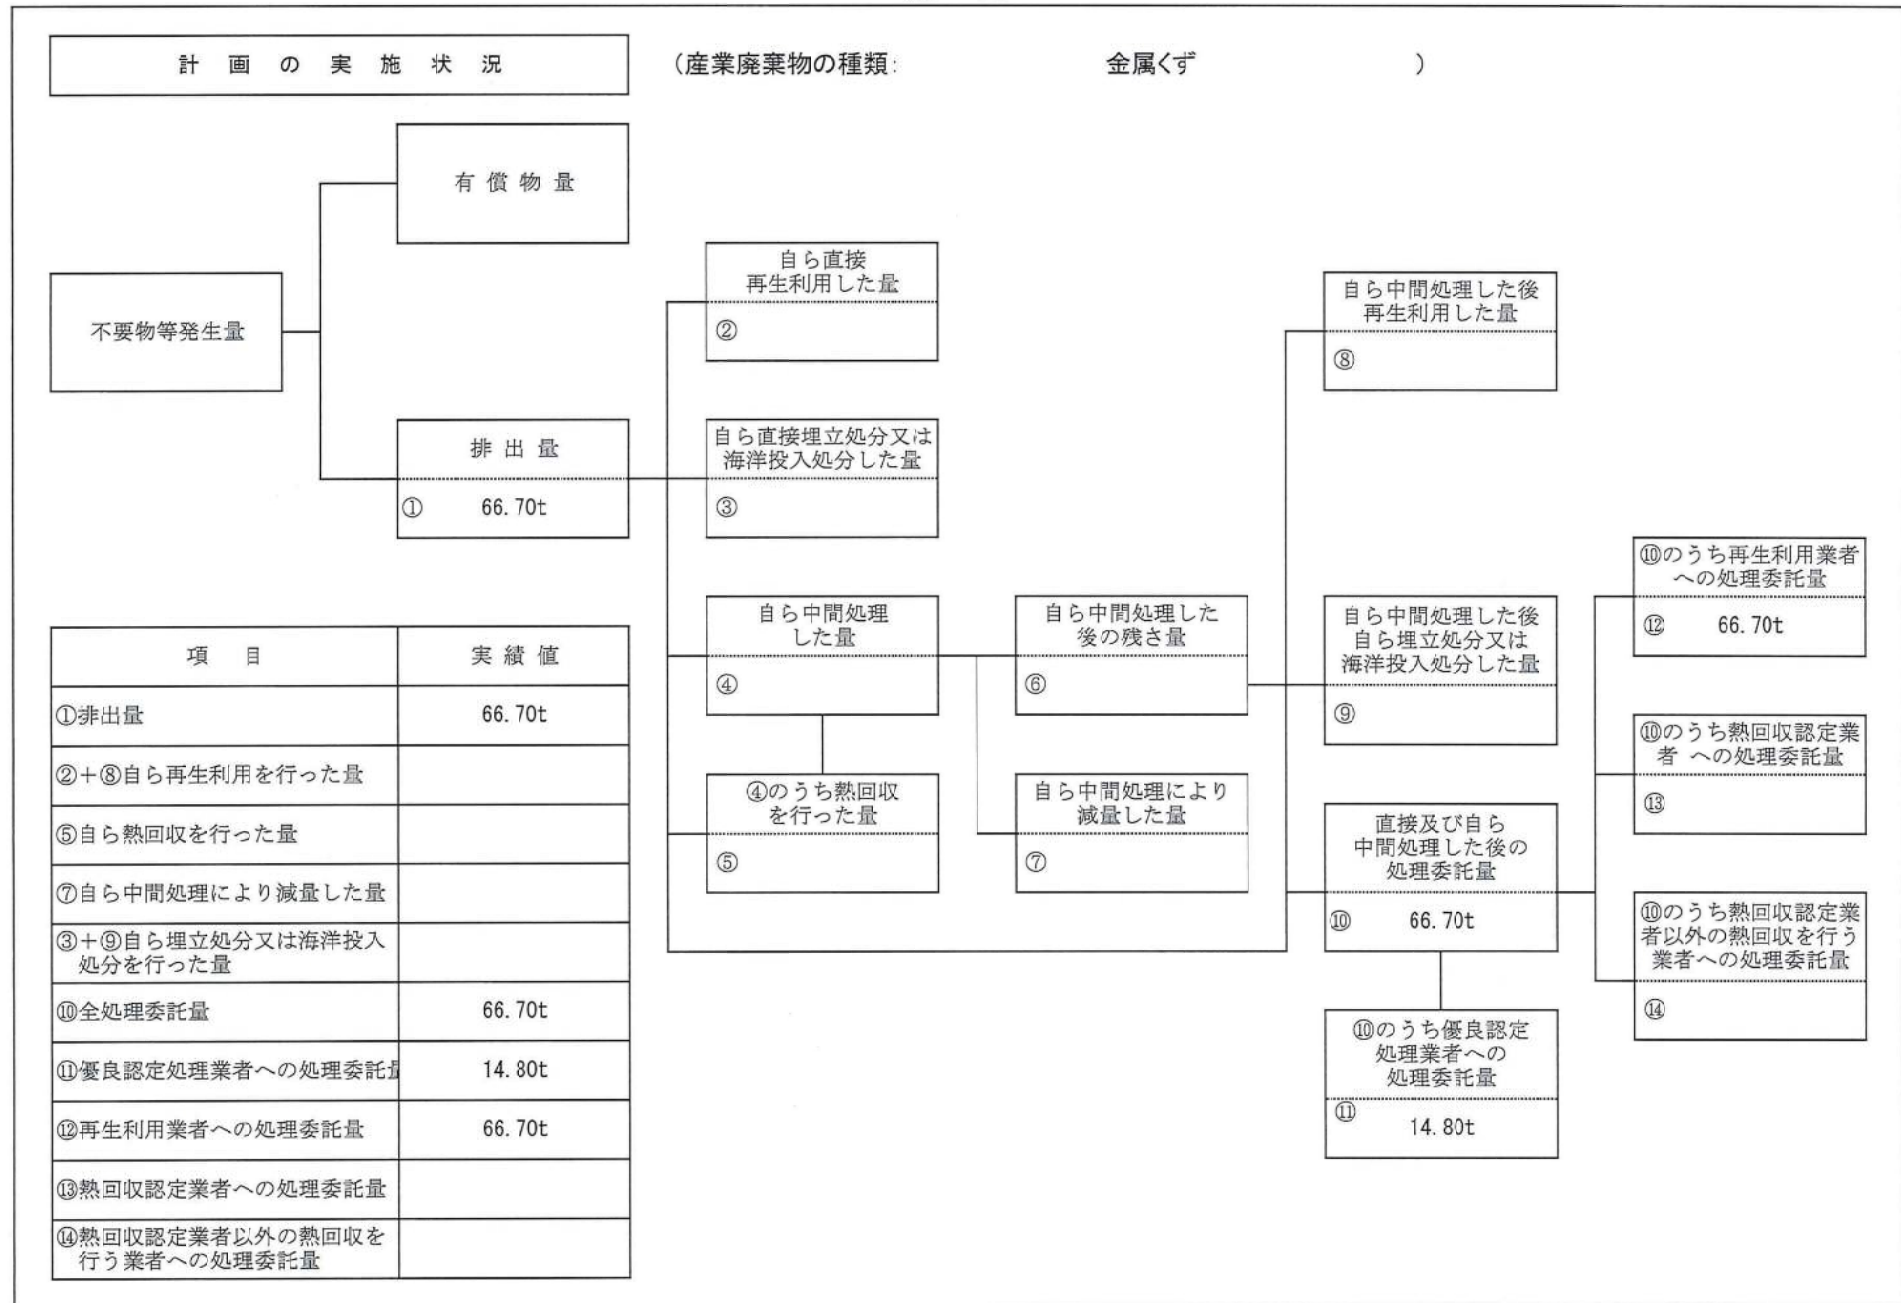 計画の実施状況
（産業廃棄物の種類: 金属くず ）
有償物量
不要物等発生量
排出量
① 66.70t
自ら直接
再生利用した量
②
自ら直接埋立処分又は
海洋投入処分した量
③
自ら中間処理
した量
④
④のうち熱回収
を行った量
⑤
自ら中間処理した
後の残さ量
⑥
自ら中間処理により
減量した量
⑦
自ら中間処理した後
再生利用した量
⑧
自ら中間処理した後
自ら埋立処分又は
海洋投入処分した量
⑨
直接及び自ら
中間処理した後の
処理委託量
⑩ 66.70t
⑩のうち優良認定
処理業者への
処理委託量
⑪ 14.80t
⑩のうち再生利用業者
への処理委託量
⑫ 66.70t
⑩のうち熱回収認定業
者 への処理委託量
⑬
⑩のうち熱回収認定業
者以外の熱回収を行う
業者への処理委託量
⑭
項目 実績値
①排出量 66.70t
②＋⑧自ら再生利用を行った量
⑤自ら熱回収を行った量
⑦自ら中間処理により減量した量
③＋⑨自ら埋立処分又は海洋投入
処分を行った量
⑩全処理委託量 66.70t
⑪優良認定処理業者への処理委託量 14.80t
⑫再生利用業者への処理委託量 66.70t
⑬熱回収認定業者への処理委託量
⑭熱回収認定業者以外の熱回収を
行う業者への処理委託量